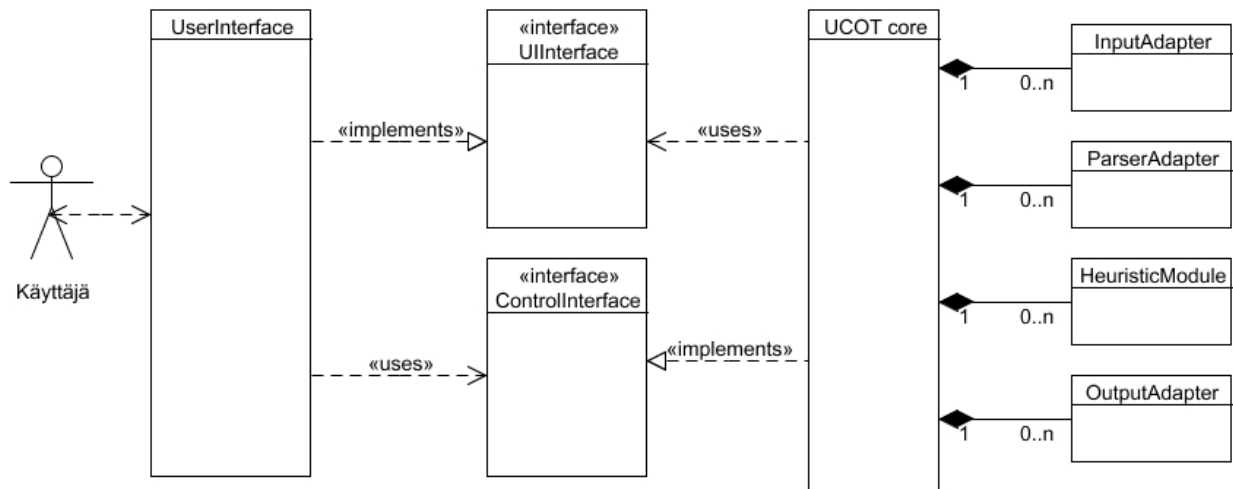 UserInterface
«interface»
UIInterface
UCOT core
InputAdapter
1
0..n
«implements»
«uses»
ParserAdapter
1
0..n
Käyttäjä
«interface»
ControlInterface
HeuristicModule
1
0..n
«uses»
«implements»
OutputAdapter
1
0..n